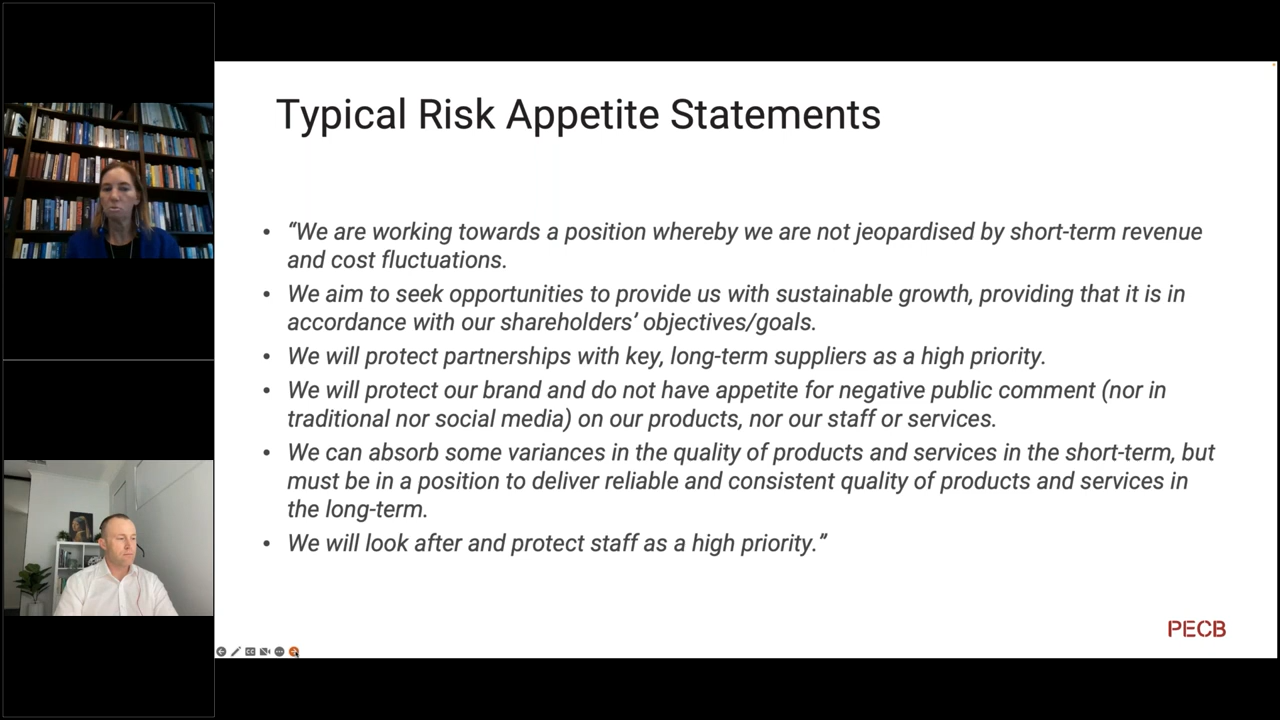 Typical Risk Appetite Statements
• “We are working towards a position whereby we are not jeopardised by short-term revenue
and cost fluctuations.
• We aim to seek opportunities to provide us with sustainable growth, providing that it is in
accordance with our shareholders’ objectives/goals.
• We will protect partnerships with key, long-term suppliers as a high priority.
• We will protect our brand and do not have appetite for negative public comment (nor in
traditional nor social media) on our products, nor our staff or services.
• We can absorb some variances in the quality of products and services in the short-term, but
must be in a position to deliver reliable and consistent quality of products and services in
the long-term.
• We will look after and protect staff as a high priority.”
PECB